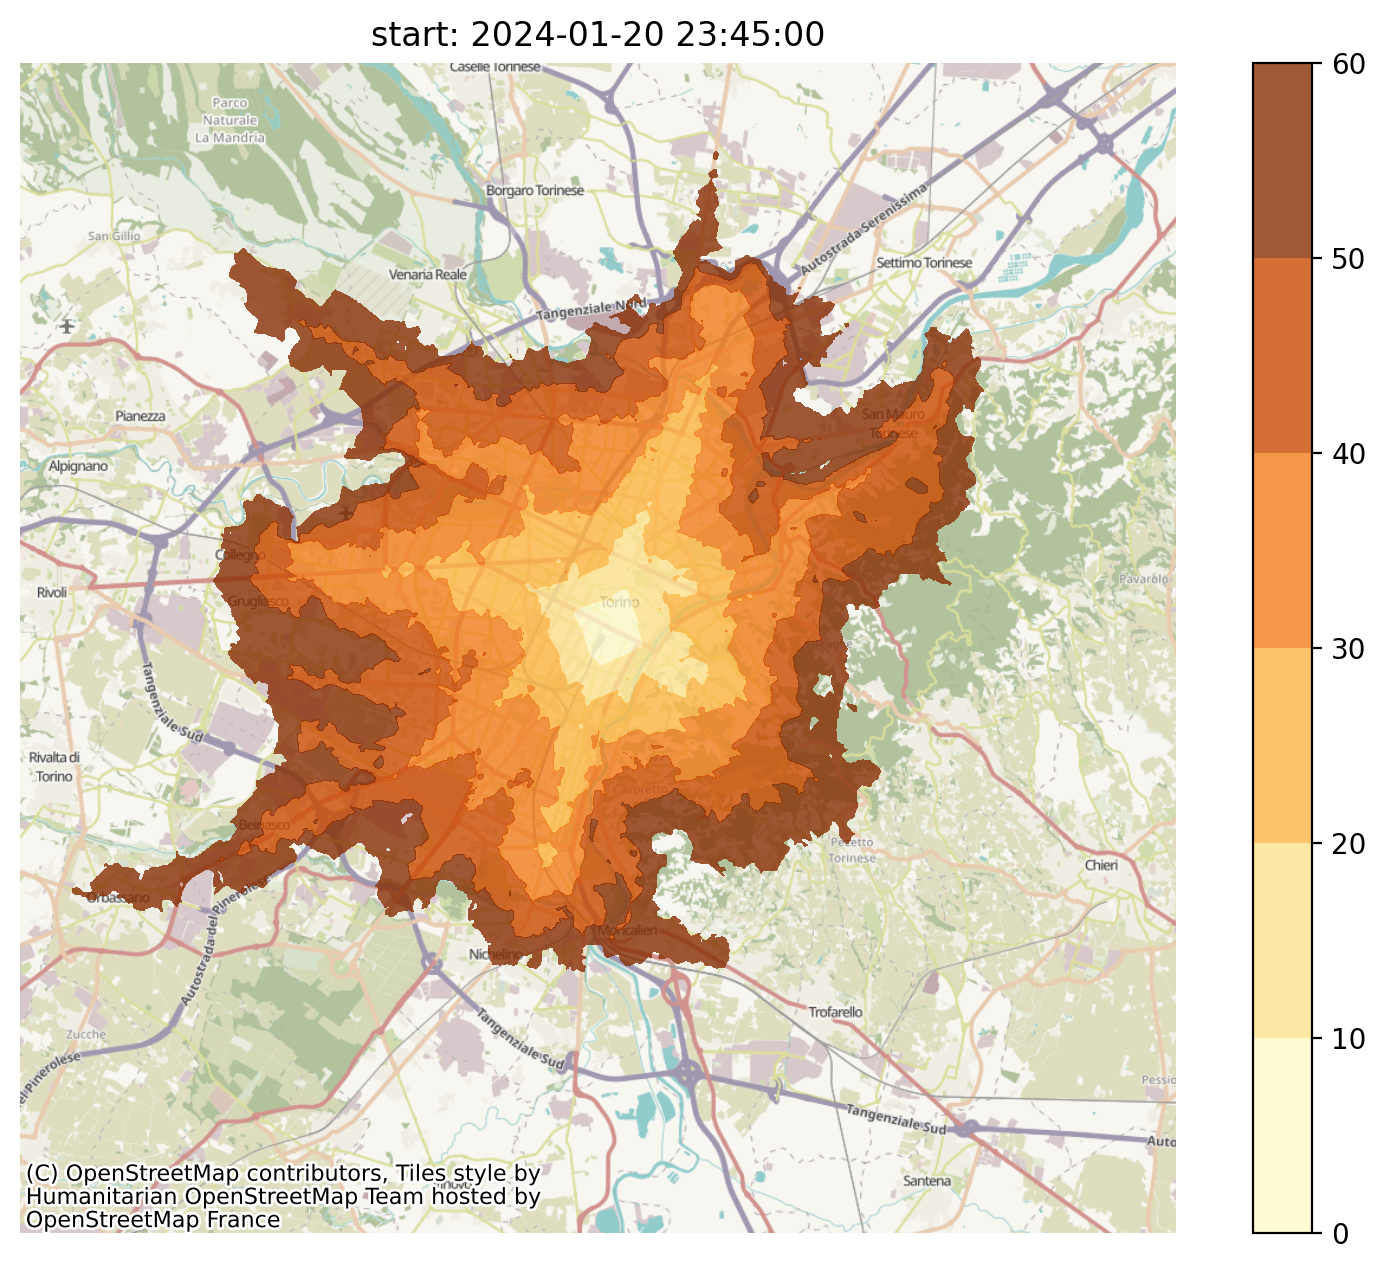 start: 2024-01-20 23:45:00
Caselle Torinese
Parco
Naturale
La Mandria
Borgaro Torinese
Autostrada Serenissima
San Gillio
Venaria Reale
Settimo Torinese
Tangenziale Nord
Pianezza
San Mauro
Torinese
Alpignano
Collegno
Rivoli
Grugliasco
Torino
Pavarolo
Tangenziale Sud
Rivalta di
Torino
Cavoretto
Beinasco
Pecetto
Torinese
Chieri
Orbassano
Autostrada del Pinerolese
Moncalieri
Nichelino
Trofarello
Zucche
Tangenziale Sud
Pessio
Tangenziale Sud
Auto
Santena
(C) OpenStreetMap contributors, Tiles style by
Humanitarian OpenStreetMap Team hosted by
OpenStreetMap France
60
50
40
30
20
10
0